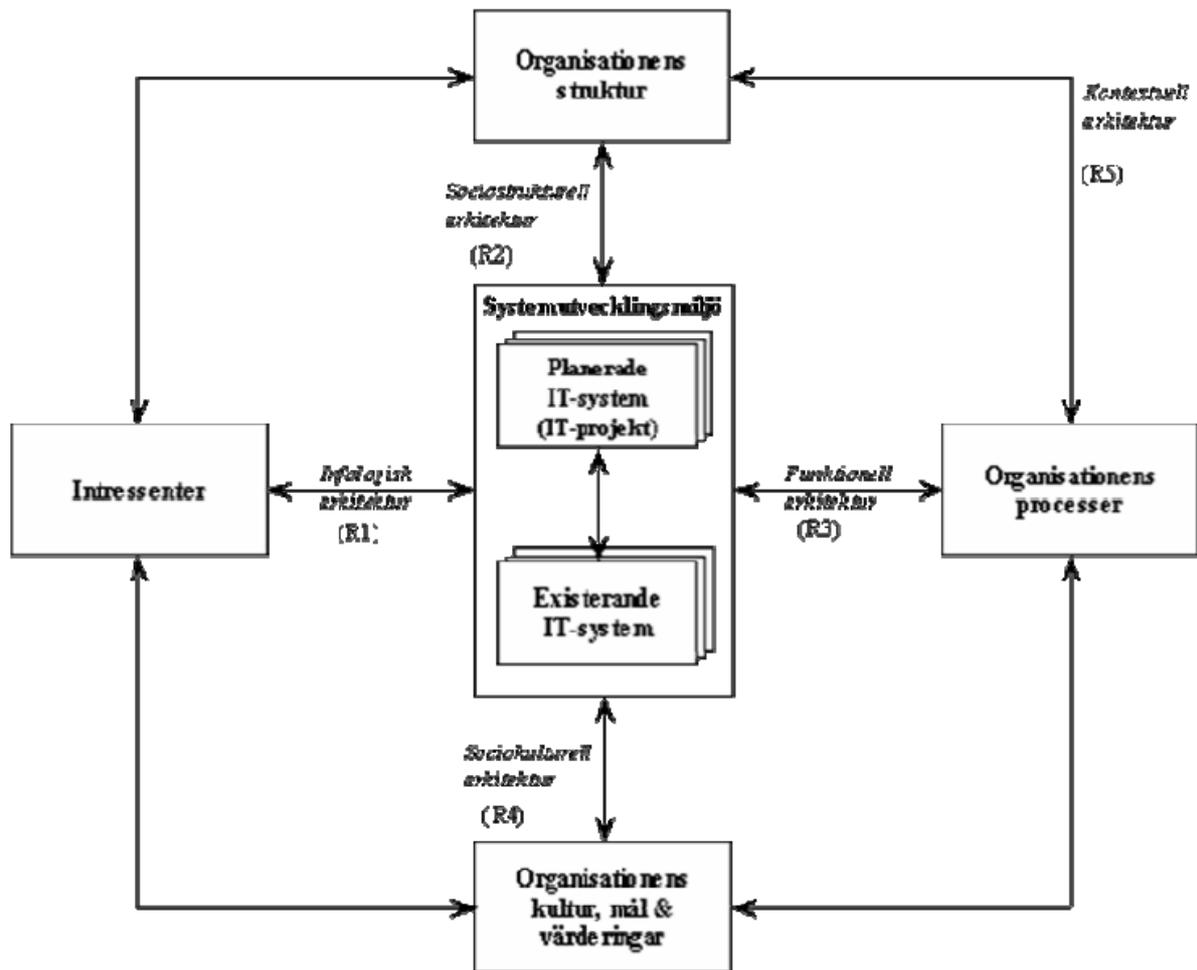 Organisationens
struktur
Kontextuell
arkitektur
(R5)
Sociostrukturell
arkitektur
(R2)
Systemutvecklingsmiljö
Planerade
IT-system
(IT-projekt)
Intressenter
Infologisk
arkitektur
(R1)
Funktionell
arkitektur
(R3)
Organisationens
processer
Existerande
IT-system
Sociokulturell
arkitektur
(R4)
Organisationens
kultur, mål &
värderingar